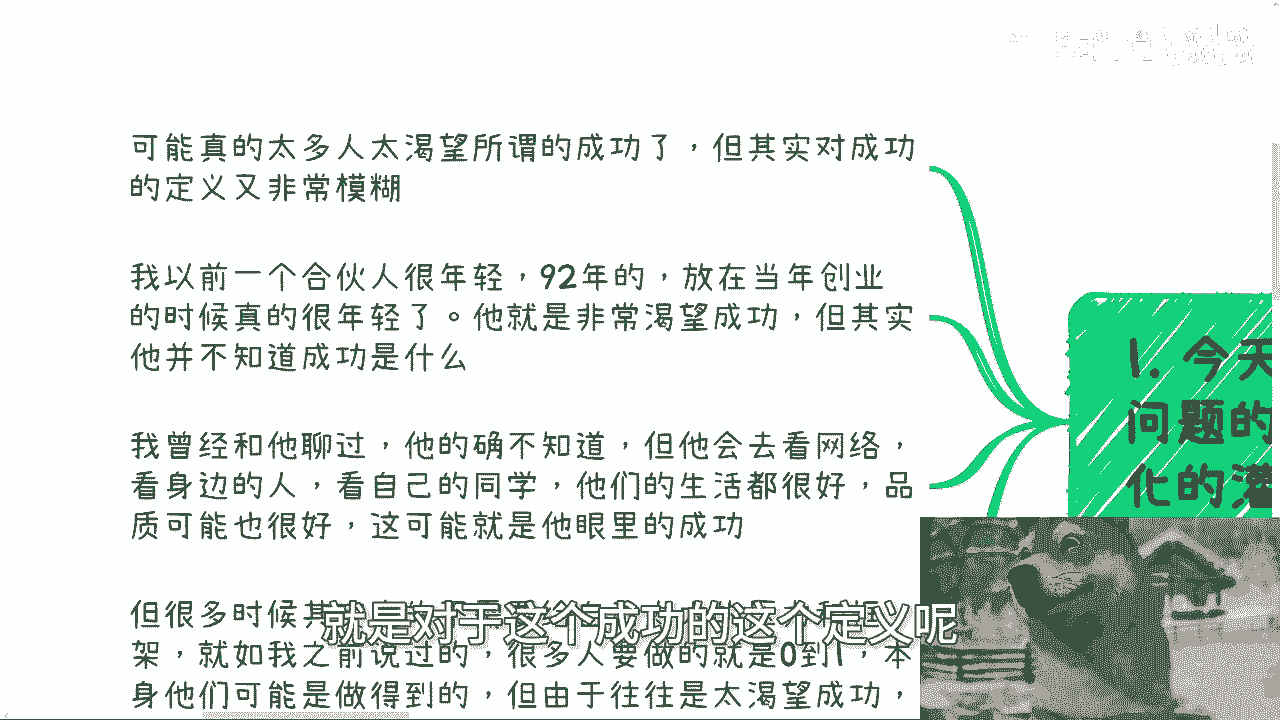 可能真的太多人太渴望所谓的成功了，但其实对成功
的定义又非常模糊
我以前一个合伙人很年轻，92年的，放在当年创业
的时候真的很年轻了。他就是非常渴望成功，但其实
他并不知道成功是什么
我曾经和他聊过，他的确不知道，但他会去看网络，
看身边的人，看自己的同学，他们的生活都很好，品
质可能也很好，这可能就是他眼里的成功
但很多时候其
架，就如我之前说过的，很多人要做的就是0到1，本
身他们可能是做得到的，但由于往往是太渴望成功，
1. 今天
问题的
化的灌
就是对于这个成功的这个定义呢